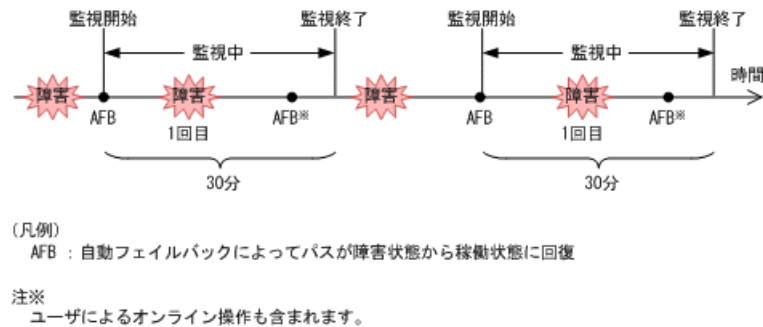 監視開始 監視終了 監視開始 監視終了
監視中 監視中
時間
障害 障害 障害 障害
AFB AFB※ AFB AFB※
1回目 1回目
30分 30分
(凡例)
AFB : 自動フェイルバックによってパスが障害状態から稼働状態に回復
注※
ユーザによるオンライン操作も含まれます。